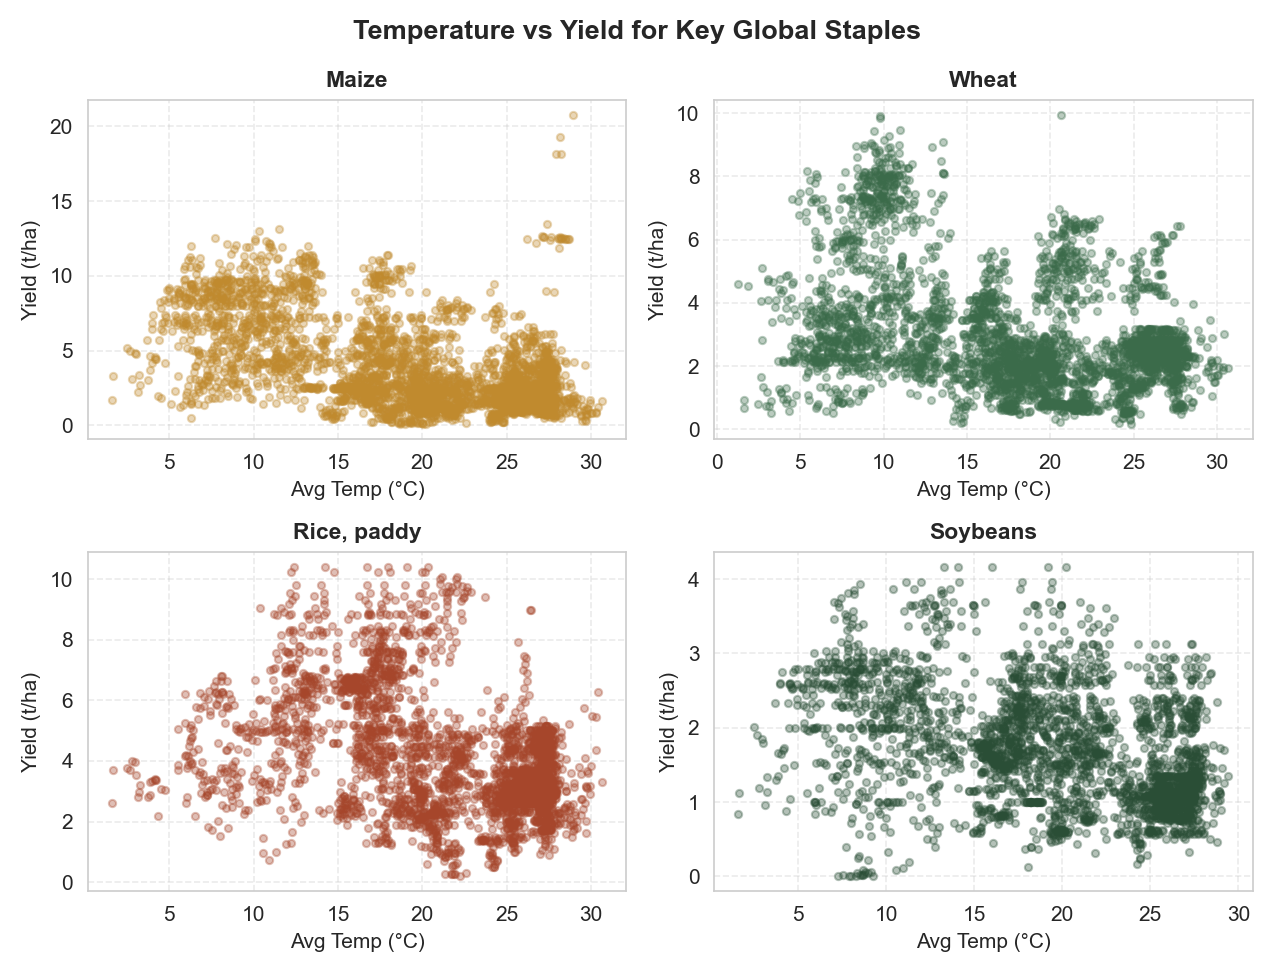 Temperature vs Yield for Key Global Staples
Maize
Yield (t/ha)
20
15
10
5
0
5 10 15 20 25 30
Avg Temp (°C)
Wheat
Yield (t/ha)
10
8
6
4
2
0
0 5 10 15 20 25 30
Avg Temp (°C)
Rice, paddy
Yield (t/ha)
10
8
6
4
2
0
5 10 15 20 25 30
Avg Temp (°C)
Soybeans
Yield (t/ha)
4
3
2
1
0
5 10 15 20 25 30
Avg Temp (°C)